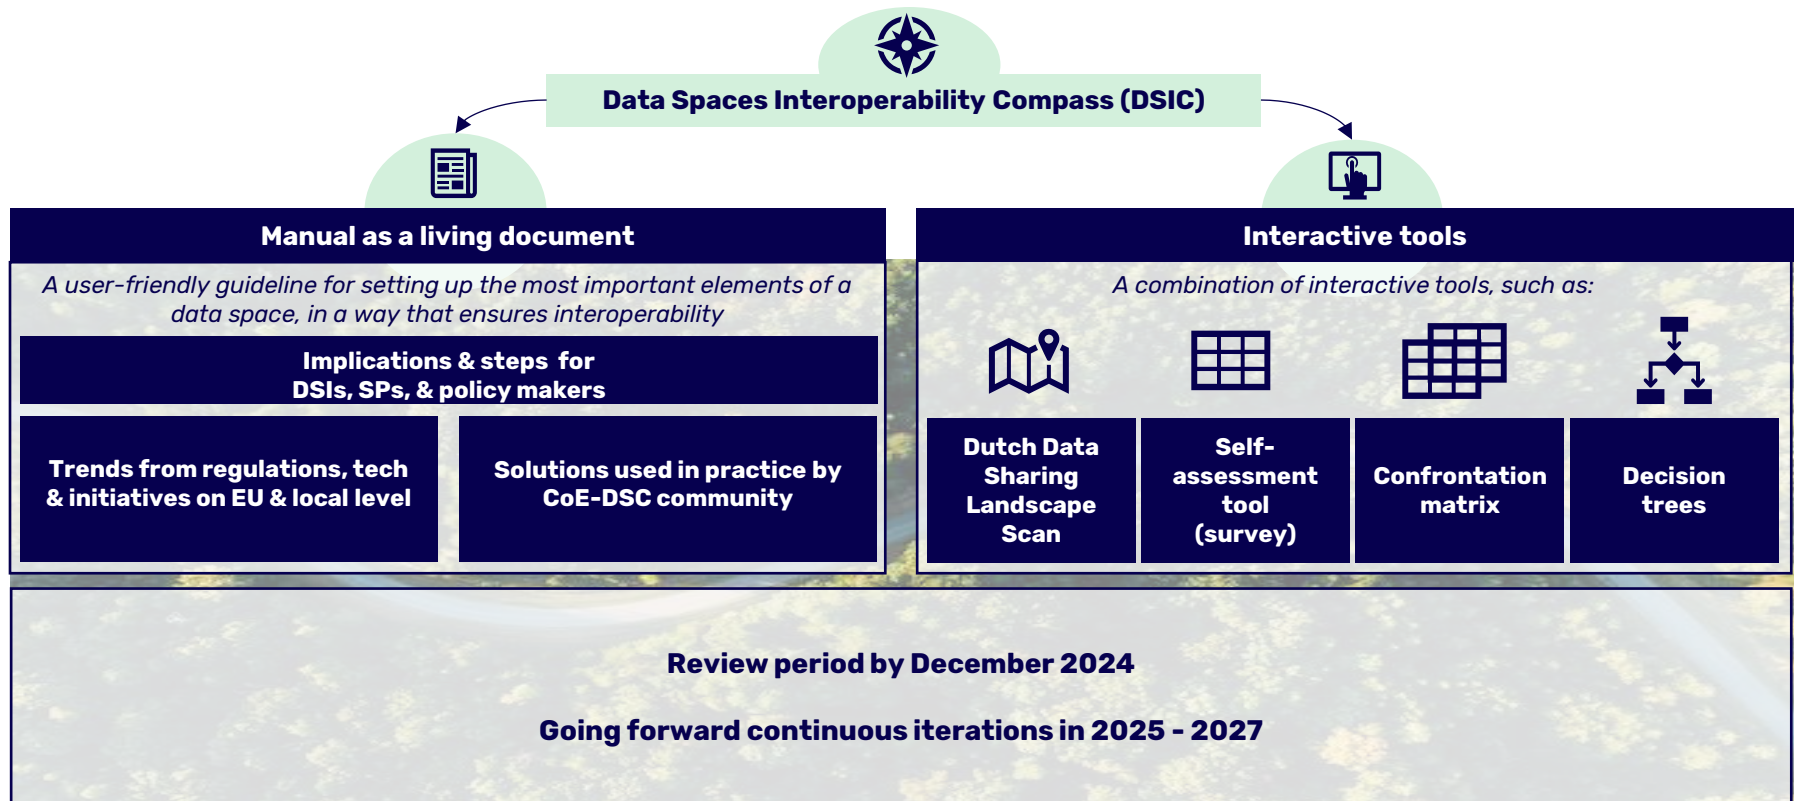 Data Spaces Interoperability Compass (DSIC)
Manual as a living document
A user-friendly guideline for setting up the most important elements of a
data space, in a way that ensures interoperability
Implications & steps for
DSIs, SPs, & policy makers
Trends from regulations, tech
& initiatives on EU & local level
Solutions used in practice by
CoE-DSC community
Interactive tools
A combination of interactive tools, such as:
Dutch Data
Sharing
Landscape
Scan
Self-
assessment
tool
(survey)
Confrontation
matrix
Decision
trees
Review period by December 2024
Going forward continuous iterations in 2025 - 2027